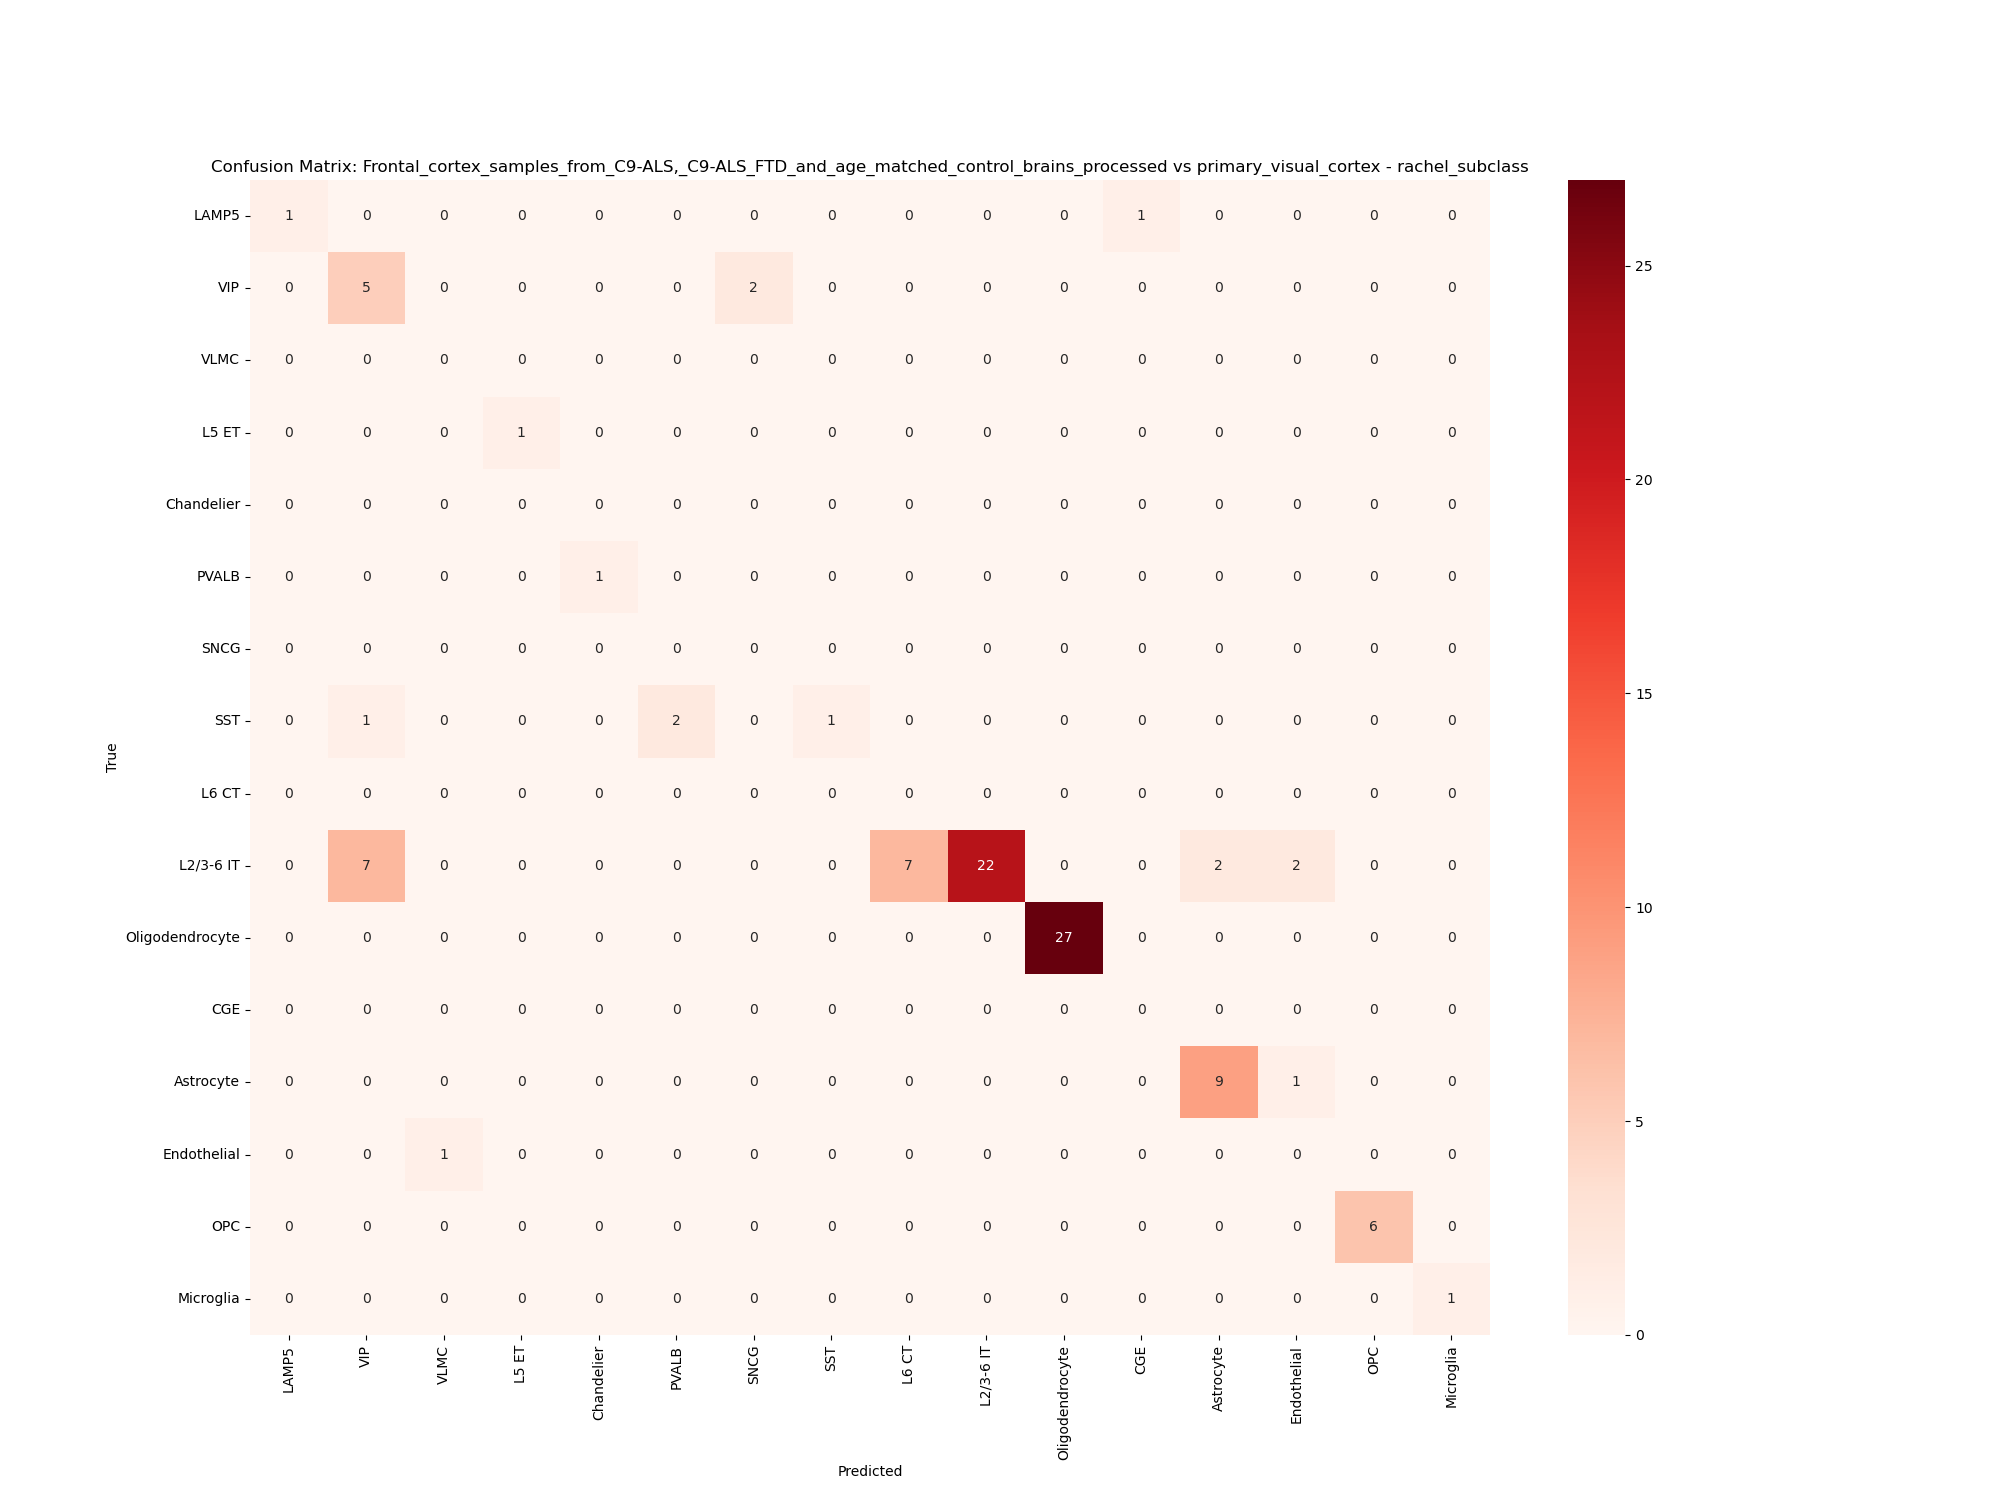 Confusion Matrix: Frontal_cortex_samples_from_C9-ALS,_C9-ALS_FTD_and_age_matched_control_brains_processed vs primary_visual_cortex - rachel_subclass
LAMP5 1 0 0 0 0 0 0 0 0 0 0 1 0 0 0 0
VIP 0 5 0 0 0 0 2 0 0 0 0 0 0 0 0 0
VLMC 0 0 0 0 0 0 0 0 0 0 0 0 0 0 0 0
L5 ET 0 0 0 1 0 0 0 0 0 0 0 0 0 0 0 0
Chandelier 0 0 0 0 0 0 0 0 0 0 0 0 0 0 0 0
PVALB 0 0 0 0 1 0 0 0 0 0 0 0 0 0 0 0
SNCG 0 0 0 0 0 0 0 0 0 0 0 0 0 0 0 0
SST 0 1 0 0 0 2 0 1 0 0 0 0 0 0 0 0
L6 CT 0 0 0 0 0 0 0 0 0 0 0 0 0 0 0 0
L2/3-6 IT 0 7 0 0 0 0 0 0 7 22 0 0 2 2 0 0
Oligodendrocyte 0 0 0 0 0 0 0 0 0 0 27 0 0 0 0 0
CGE 0 0 0 0 0 0 0 0 0 0 0 0 0 0 0 0
Astrocyte 0 0 0 0 0 0 0 0 0 0 0 0 9 1 0 0
Endothelial 0 0 1 0 0 0 0 0 0 0 0 0 0 0 0 0
OPC 0 0 0 0 0 0 0 0 0 0 0 0 0 0 6 0
Microglia 0 0 0 0 0 0 0 0 0 0 0 0 0 0 0 1
True
LAMP5 VIP VLMC L5 ET Chandelier PVALB SNCG SST L6 CT L2/3-6 IT Oligodendrocyte CGE Astrocyte Endothelial OPC Microglia
Predicted
25
20
15
10
5
0